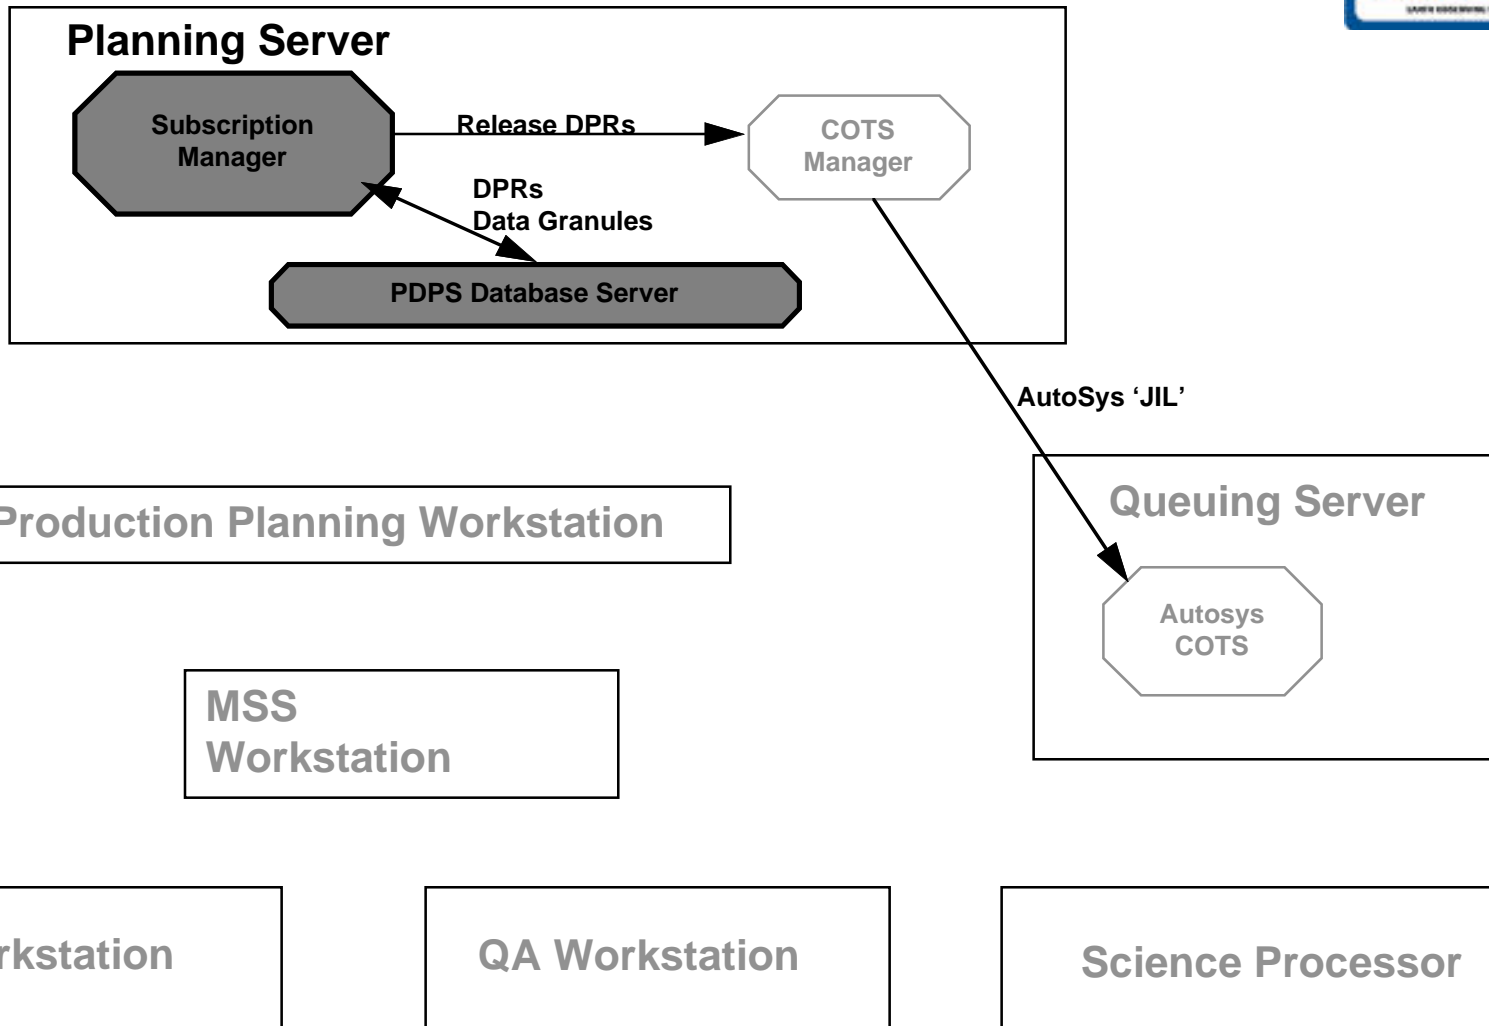 Planning Server
Subscription
Manager
Release DPRs
COTS
Manager
DPRs
Data Granules
PDPS Database Server
AutoSys ‘JIL’
Production Planning Workstation
Queuing Server
Autosys
COTS
MSS
Workstation
rkstation
QA Workstation
Science Processor